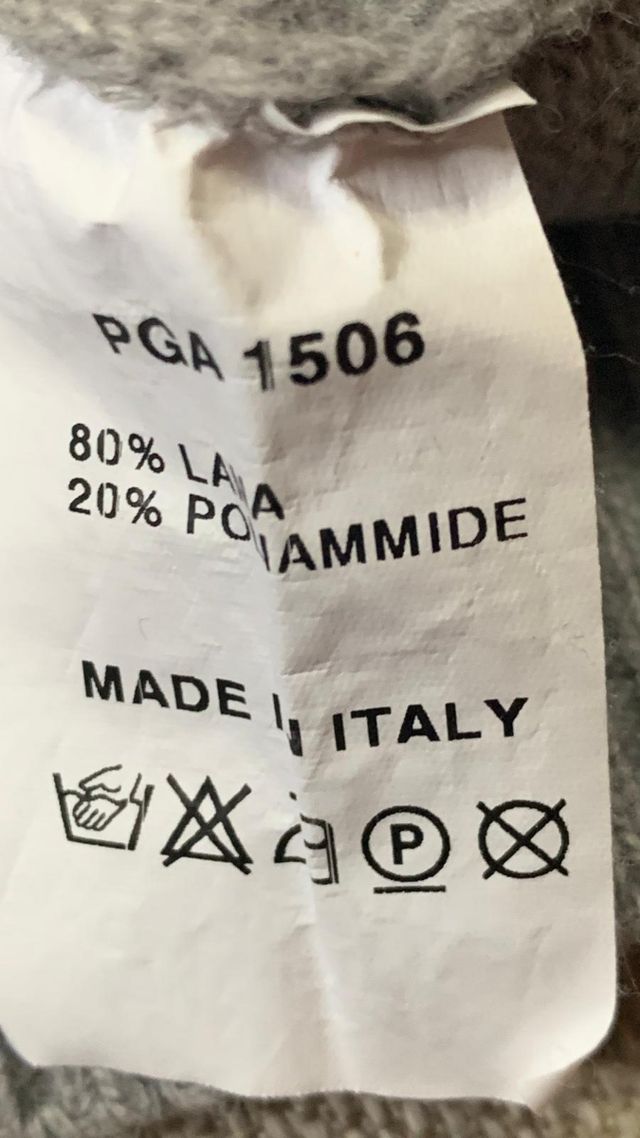 PGA 1506
80% LANA
20% POLIAMMIDE
MADE IN ITALY
P